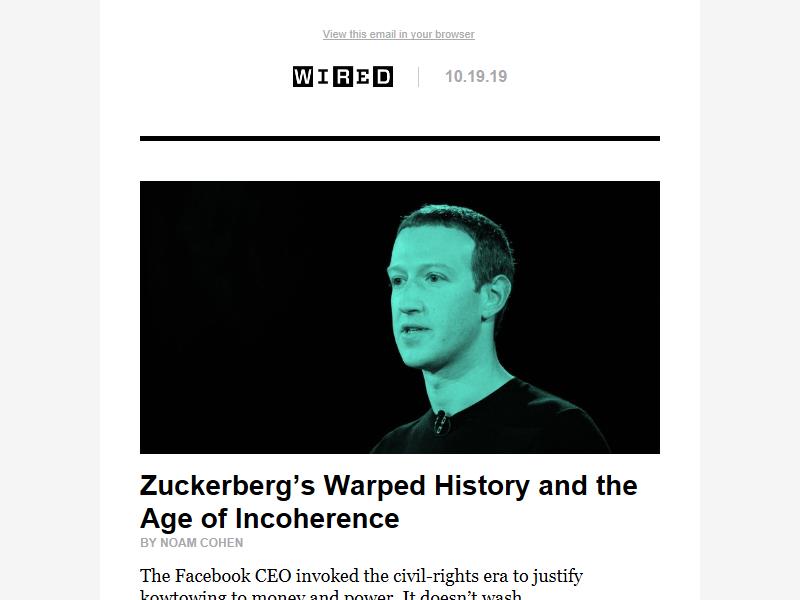 View this email in your browser
WIRED
10.19.19
Zuckerberg’s Warped History and the
Age of Incoherence
BY NOAM COHEN
The Facebook CEO invoked the civil-rights era to justify
kowtowing to money and power. It doesn’t wash.